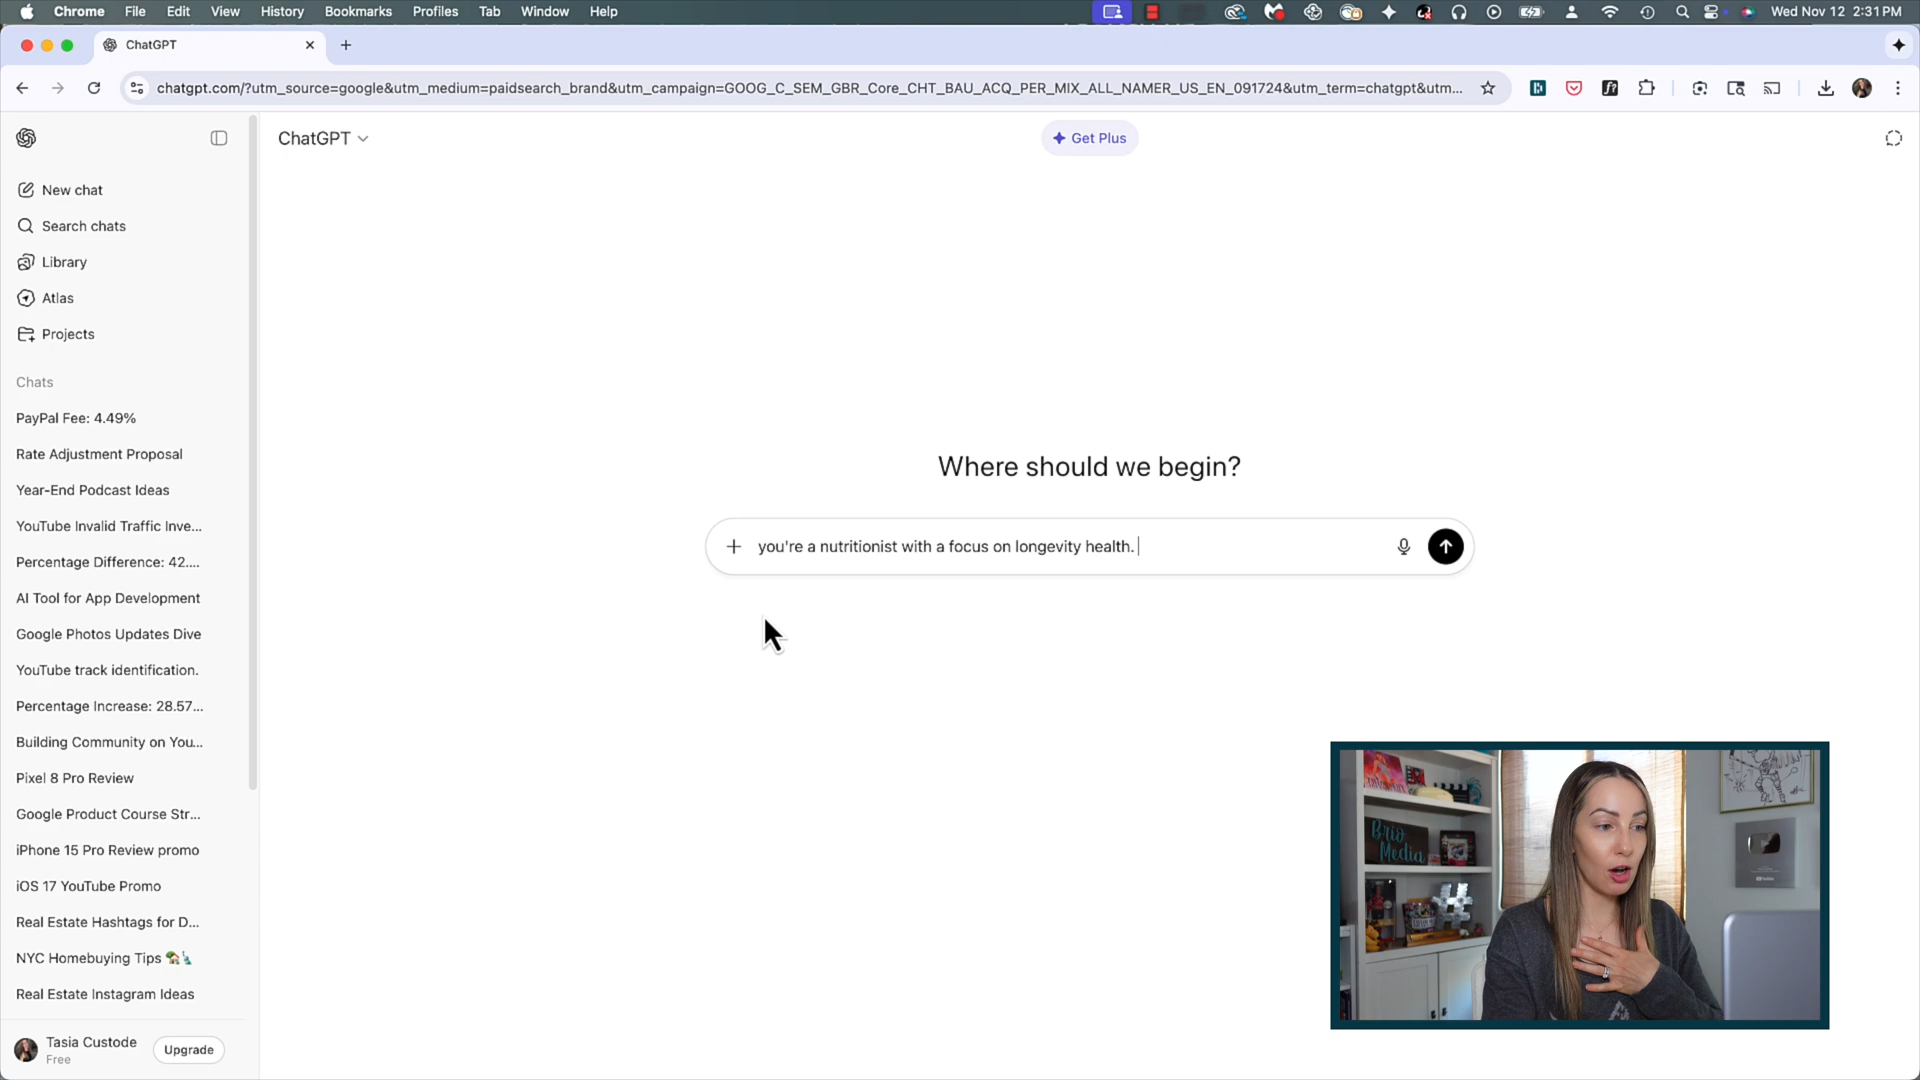 Chrome File Edit View History Bookmarks Profiles Tab Window Help Wed Nov 12 2:31 PM
ChatGPT
chatgpt.com/?utm_source=google&utm_medium=paidsearch_brand&utm_campaign=GOOG_C_SEM_GBR_Core_CHT_BAU_ACQ_PER_MIX_ALL_NAMER_US_EN_091724&utm_term=chatgpt&utm...
ChatGPT
Get Plus
New chat
Search chats
Library
Atlas
Projects
Chats
PayPal Fee: 4.49%
Rate Adjustment Proposal
Year-End Podcast Ideas
YouTube Invalid Traffic Inve...
Percentage Difference: 42....
AI Tool for App Development
Google Photos Updates Dive
YouTube track identification.
Percentage Increase: 28.57...
Building Community on You...
Pixel 8 Pro Review
Google Product Course Str...
iPhone 15 Pro Review promo
iOS 17 YouTube Promo
Real Estate Hashtags for D...
NYC Homebuying Tips 🏡🗽
Real Estate Instagram Ideas
Tasia Custode
Free
Upgrade
Where should we begin?
you're a nutritionist with a focus on longevity health.
Brio
Media